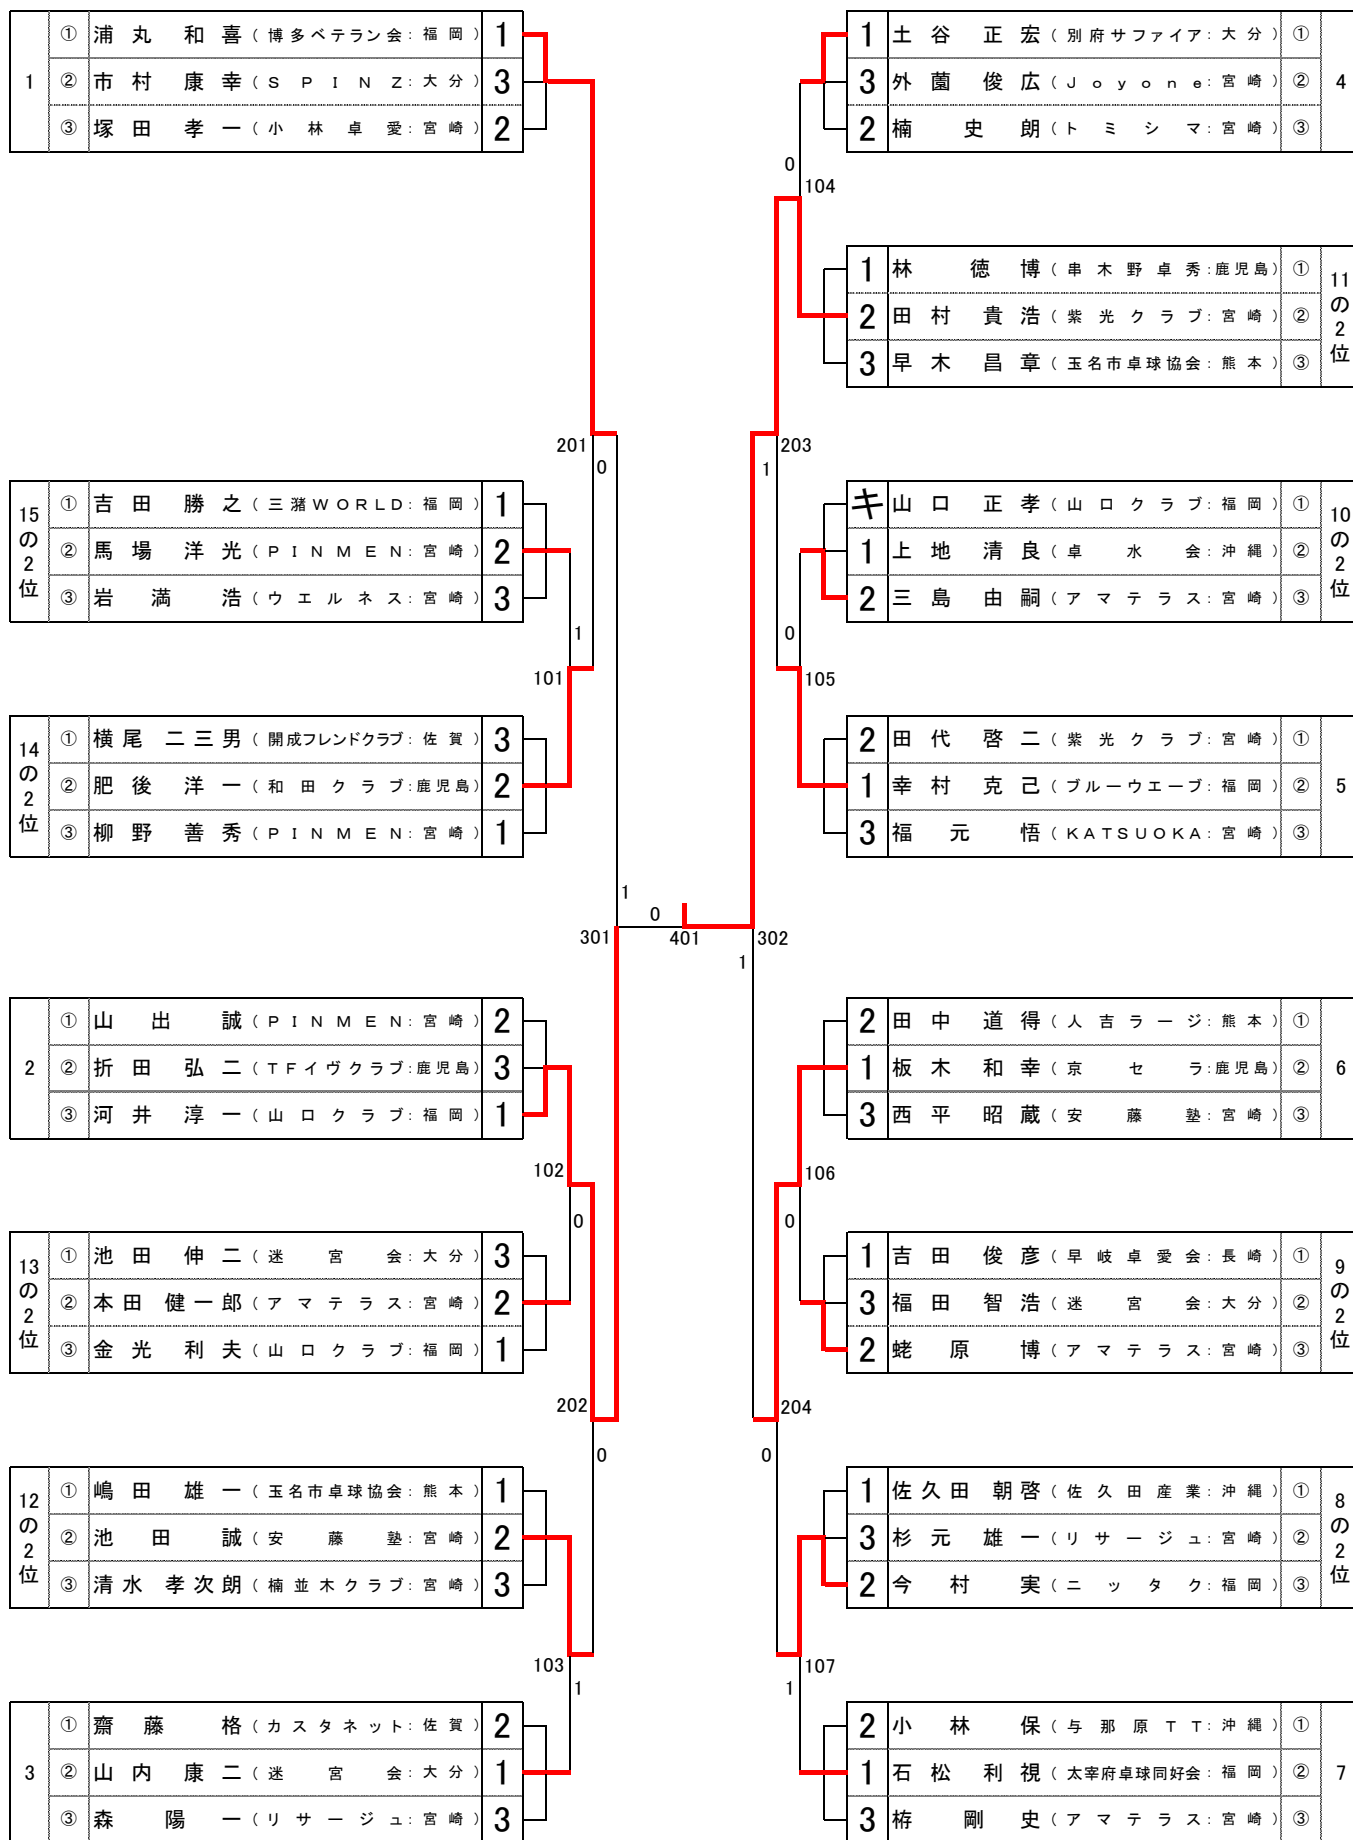 1
① 浦丸 和喜 (博多ベテラン会:福岡) 1
② 市村 康幸 (SPINZ:大分) 3
③ 塚田 孝一 (小林卓愛:宮崎) 2
201
0
15の2位
① 吉田 勝之 (三潴WORLD:福岡) 1
② 馬場 洋光 (PINMEN:宮崎) 2
③ 岩満 浩 (ウエルネス:宮崎) 3
1
101
14の2位
① 横尾 二三男 (開成フレンドクラブ:佐賀) 3
② 肥後 洋一 (和田クラブ:鹿児島) 2
③ 柳野 善秀 (PINMEN:宮崎) 1
1
301
0
401
2
① 山出 誠 (PINMEN:宮崎) 2
② 折田 弘二 (TFイヴクラブ:鹿児島) 3
③ 河井 淳一 (山口クラブ:福岡) 1
102
0
13の2位
① 池田 伸二 (迷宮会:大分) 3
② 本田 健一郎 (アマテラス:宮崎) 2
③ 金光 利夫 (山口クラブ:福岡) 1
202
0
12の2位
① 嶋田 雄一 (玉名市卓球協会:熊本) 1
② 池田 誠 (安藤塾:宮崎) 2
③ 清水 孝次朗 (楠並木クラブ:宮崎) 3
103
1
3
① 齋藤 格 (カスタネット:佐賀) 2
② 山内 康二 (迷宮会:大分) 1
③ 森 陽一 (リサージュ:宮崎) 3
1 土谷 正宏 (別府サファイア:大分) ①
3 外薗 俊広 (Joyone:宮崎) ②
2 楠 史朗 (トミシマ:宮崎) ③
4
0
104
1 林 徳博 (串木野卓秀:鹿児島) ①
2 田村 貴浩 (紫光クラブ:宮崎) ②
3 早木 昌章 (玉名市卓球協会:熊本) ③
11の2位
203
1
キ 山口 正孝 (山口クラブ:福岡) ①
1 上地 清良 (卓水会:沖縄) ②
2 三島 由嗣 (アマテラス:宮崎) ③
10の2位
0
105
2 田代 啓二 (紫光クラブ:宮崎) ①
1 幸村 克己 (ブルーウエーブ:福岡) ②
3 福元 悟 (KATSUOKA:宮崎) ③
5
302
1
2 田中 道得 (人吉ラージ:熊本) ①
1 板木 和幸 (京セラ:鹿児島) ②
3 西平 昭蔵 (安藤塾:宮崎) ③
6
106
0
1 吉田 俊彦 (早岐卓愛会:長崎) ①
3 福田 智浩 (迷宮会:大分) ②
2 蛯原 博 (アマテラス:宮崎) ③
9の2位
204
0
1 佐久田 朝啓 (佐久田産業:沖縄) ①
3 杉元 雄一 (リサージュ:宮崎) ②
2 今村 実 (ニッタク:福岡) ③
8の2位
107
1
2 小林 保 (与那原TT:沖縄) ①
1 石松 利視 (太宰府卓球同好会:福岡) ②
3 栫 剛史 (アマテラス:宮崎) ③
7